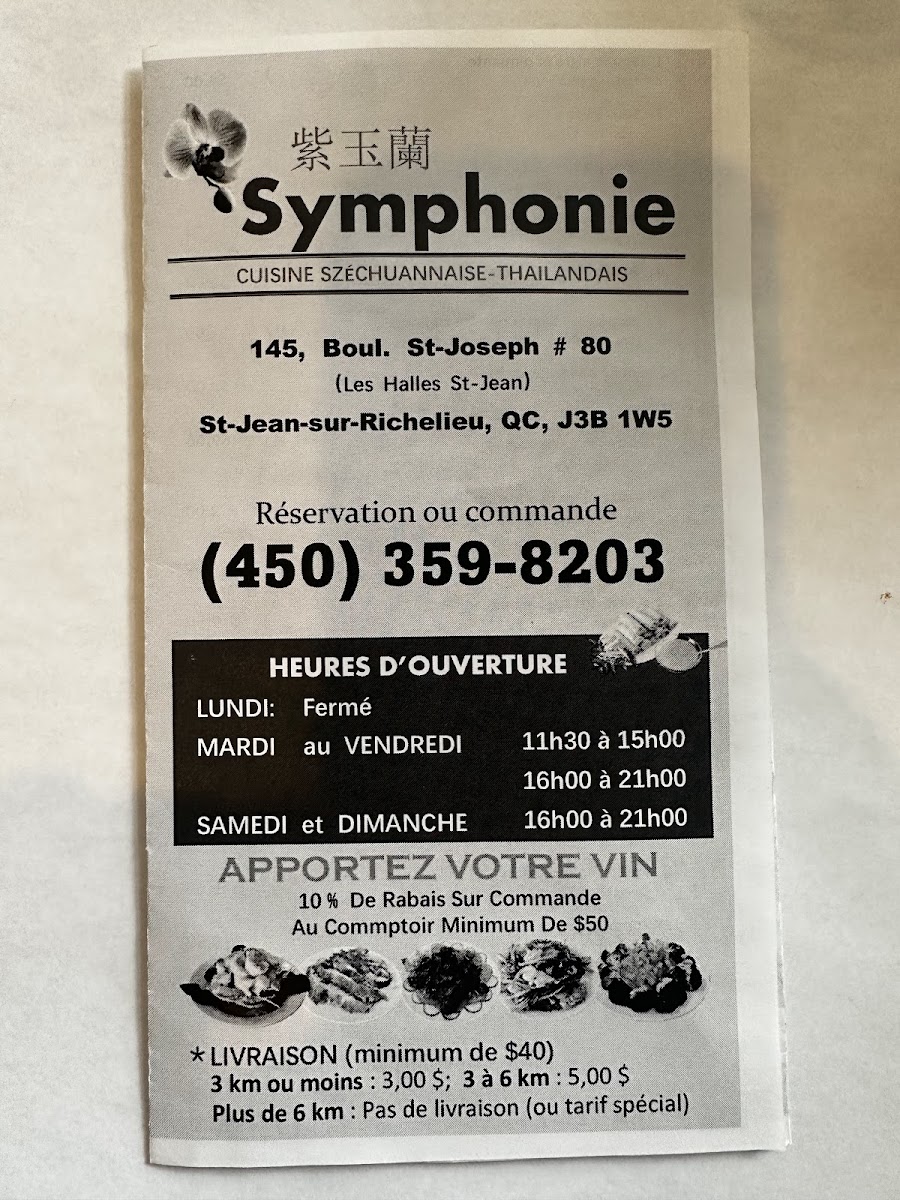 紫玉蘭
Symphonie
CUISINE SZÉCHUANNAISE-THAILANDAIS
145, Boul. St-Joseph # 80
(Les Halles St-Jean)
St-Jean-sur-Richelieu, QC, J3B 1W5
Réservation ou commande
(450) 359-8203
HEURES D'OUVERTURE
LUNDI: Fermé
MARDI au VENDREDI 11h30 à 15h00
16h00 à 21h00
SAMEDI et DIMANCHE 16h00 à 21h00
APPORTEZ VOTRE VIN
10 % De Rabais Sur Commande
Au Commptoir Minimum De $50
* LIVRAISON (minimum de $40)
3 km ou moins : 3,00 $; 3 à 6 km : 5,00 $
Plus de 6 km : Pas de livraison (ou tarif spécial)